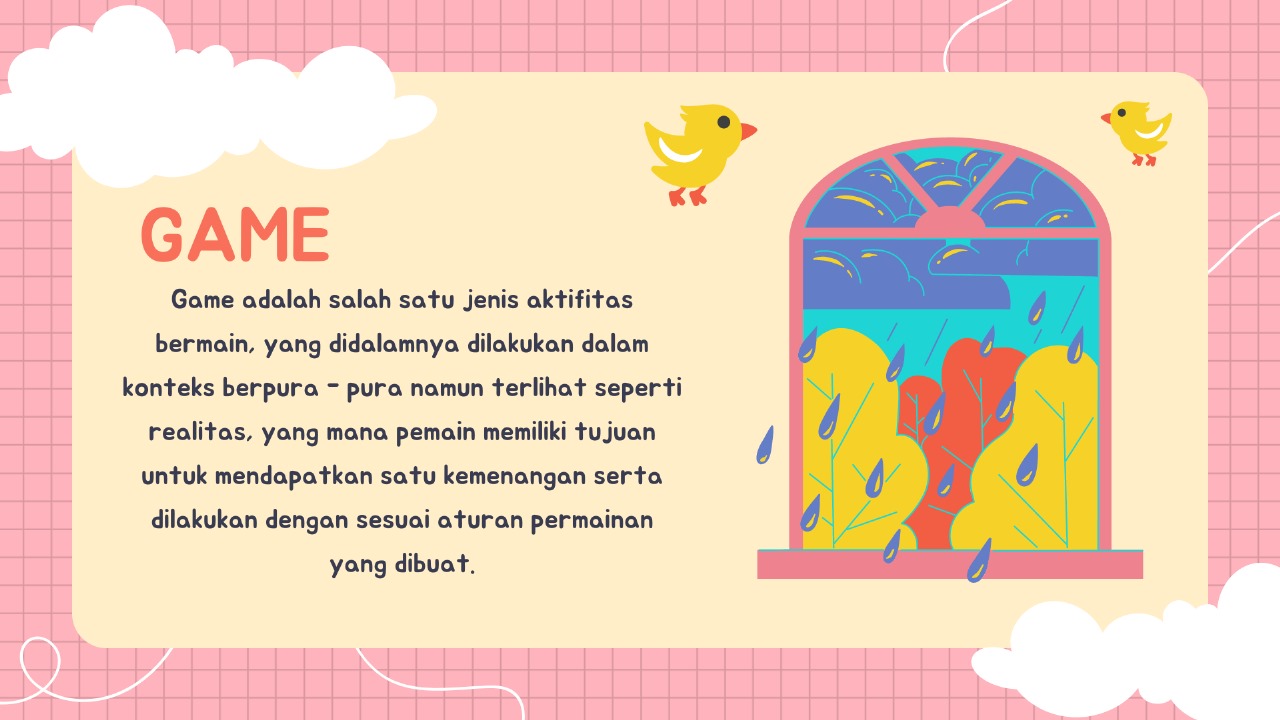 GAME
Game adalah salah satu jenis aktifitas
bermain, yang didalamnya dilakukan dalam
konteks berpura - pura namun terlihat seperti
realitas, yang mana pemain memiliki tujuan
untuk mendapatkan satu kemenangan serta
dilakukan dengan sesuai aturan permainan
yang dibuat.